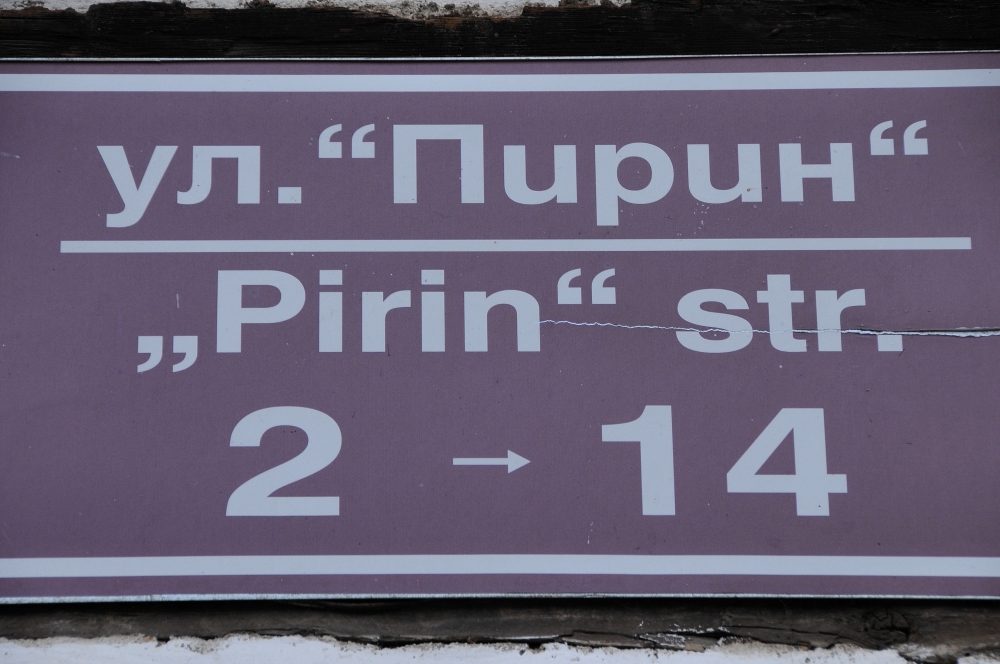 ул. “Пирин“
„Pirin“ str.
2 → 14